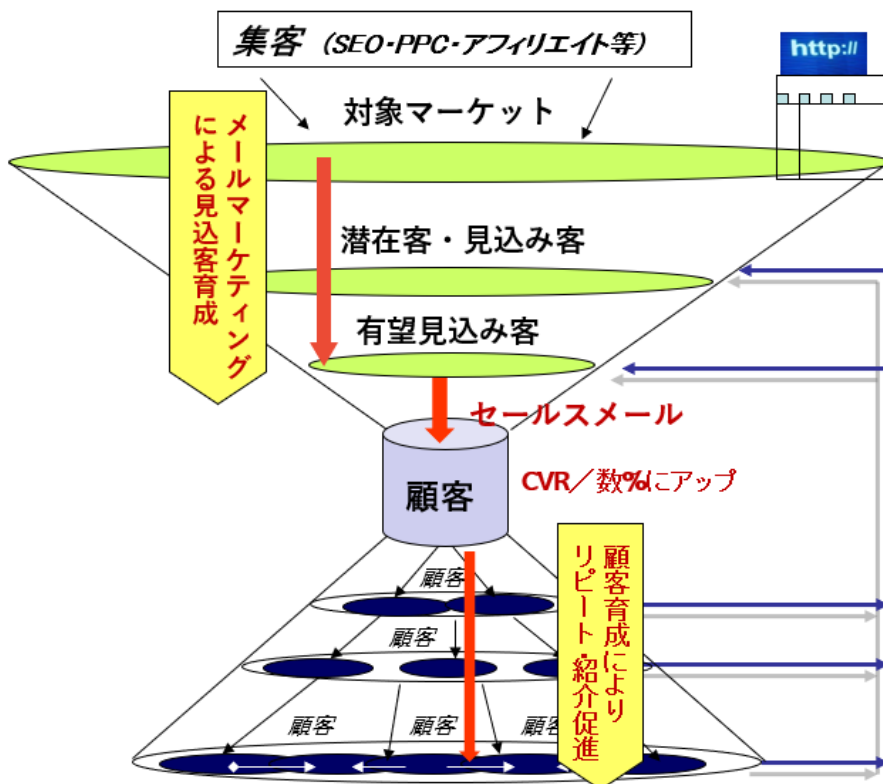 集客（SEO・PPC・アフィリエイト等）
http://
対象マーケット
メールマーケティング
による見込客育成
潜在客・見込み客
有望見込み客
セールスメール
顧客
CVR／数%にアップ
顧客育成により
リピート・紹介促進
顧客
顧客
顧客
顧客
顧客